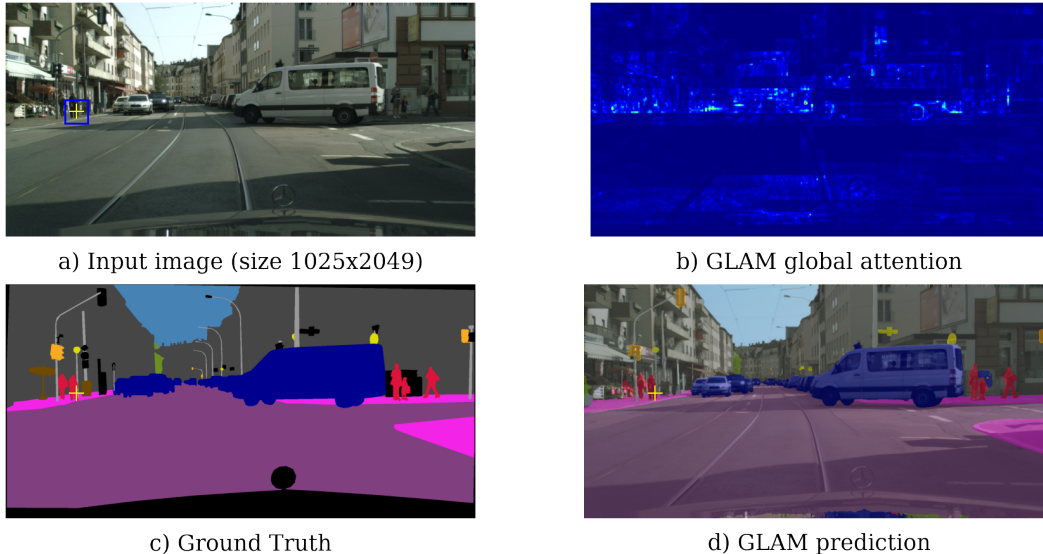 a) Input image (size 1025x2049)
b) GLAM global attention
c) Ground Truth
d) GLAM prediction